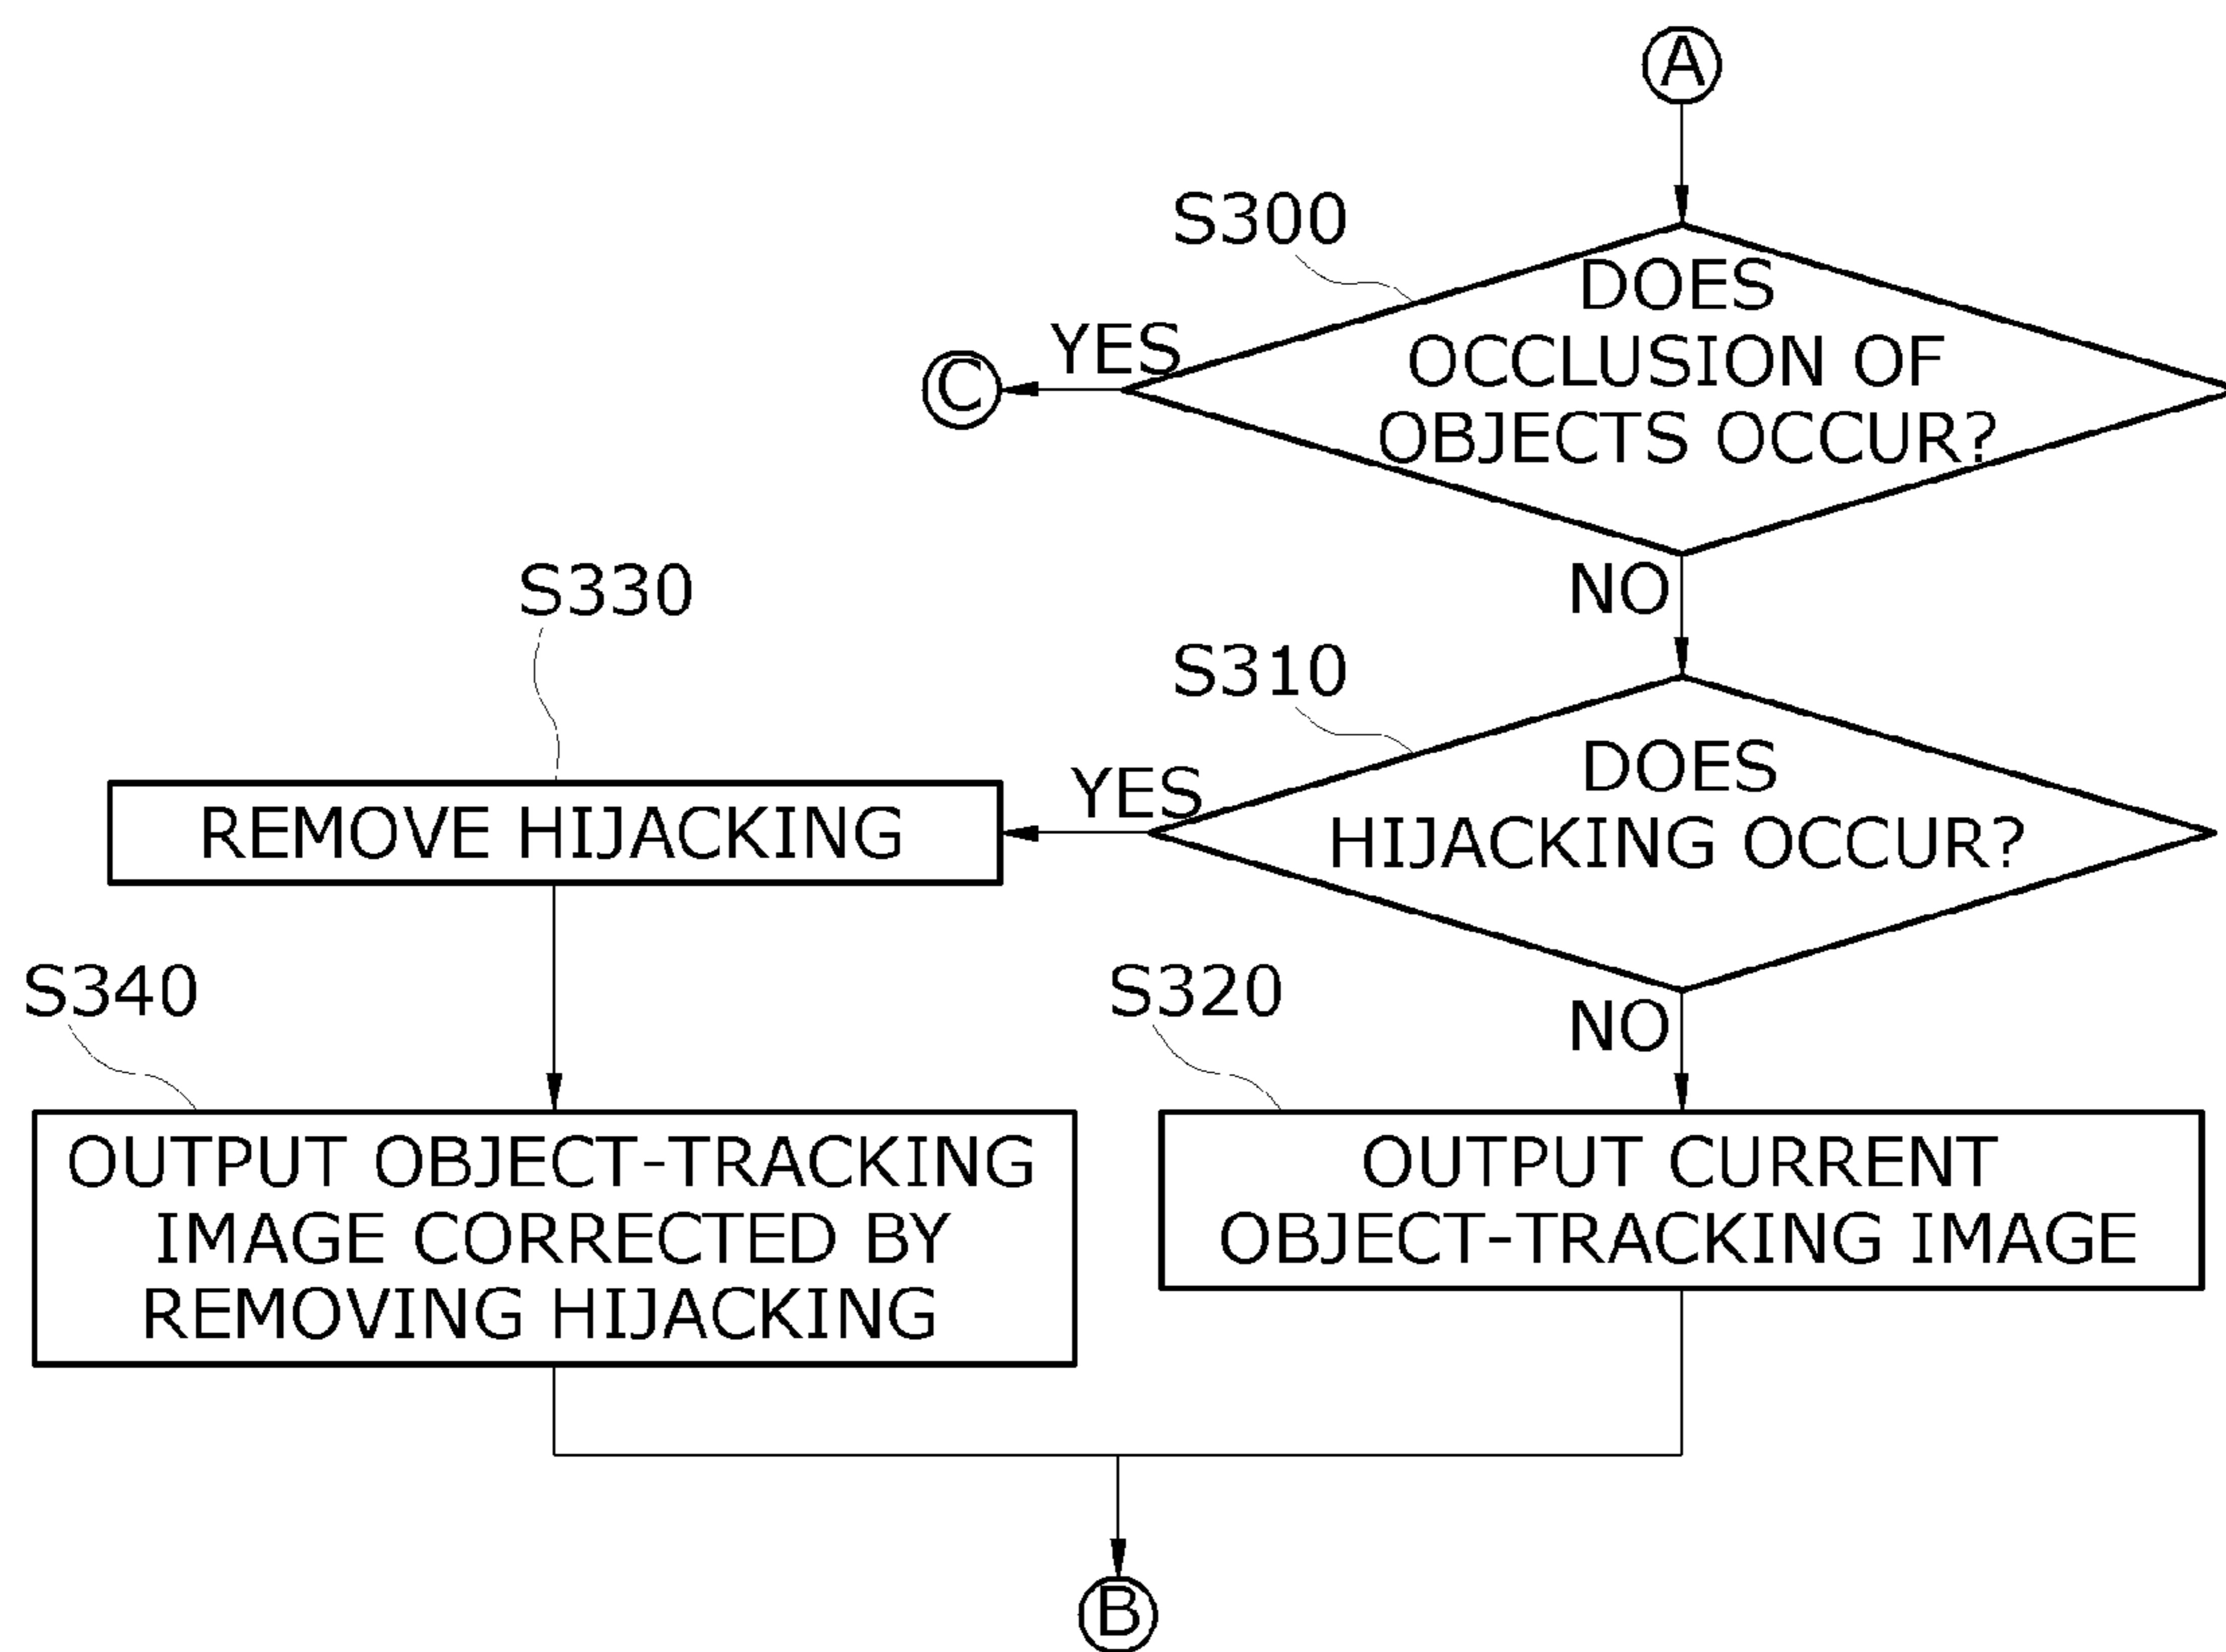 A
S300
DOES
OCCLUSION OF
OBJECTS OCCUR?
YES
C
NO
S310
DOES
HIJACKING OCCUR?
YES
S330
REMOVE HIJACKING
NO
S340
OUTPUT OBJECT-TRACKING
IMAGE CORRECTED BY
REMOVING HIJACKING
S320
OUTPUT CURRENT
OBJECT-TRACKING IMAGE
B